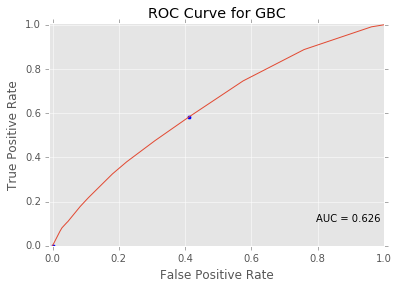 ROC Curve for GBC
1.0
0.8
0.6
0.4
0.2
0.0
True Positive Rate
AUC = 0.626
0.0 0.2 0.4 0.6 0.8 1.0
False Positive Rate